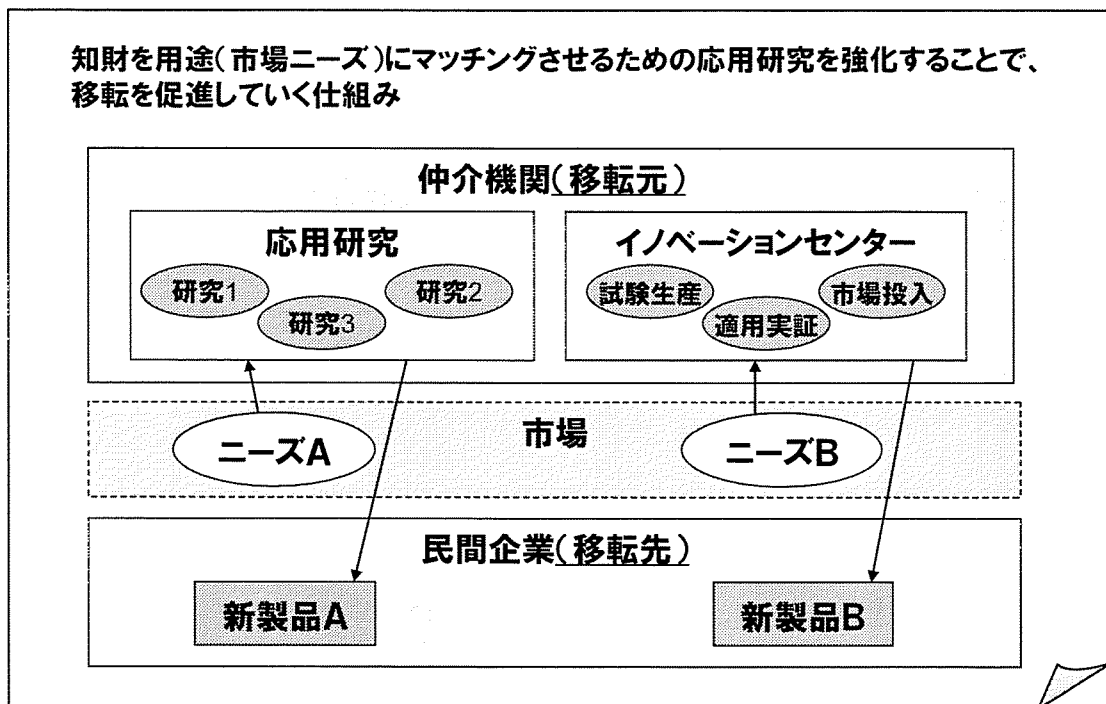 知財を用途(市場ニーズ)にマッチングさせるための応用研究を強化することで、
移転を促進していく仕組み
仲介機関(移転元)
応用研究
研究1
研究2
研究3
イノベーションセンター
試験生産
市場投入
適用実証
市場
ニーズA
ニーズB
民間企業(移転先)
新製品A
新製品B